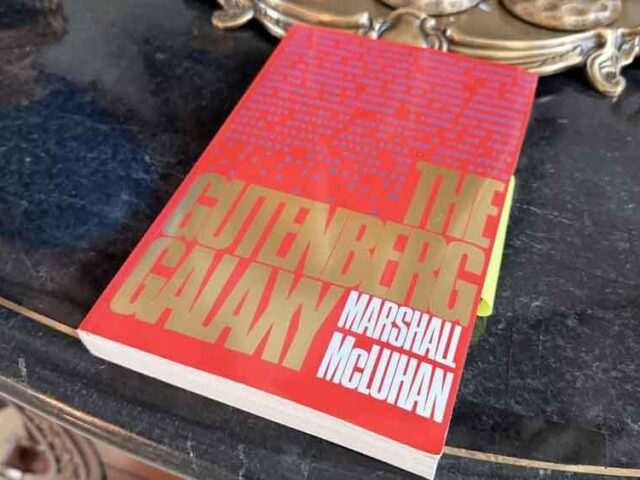 THE
GUTENBERG
GALAXY
MARSHALL
McLUHAN